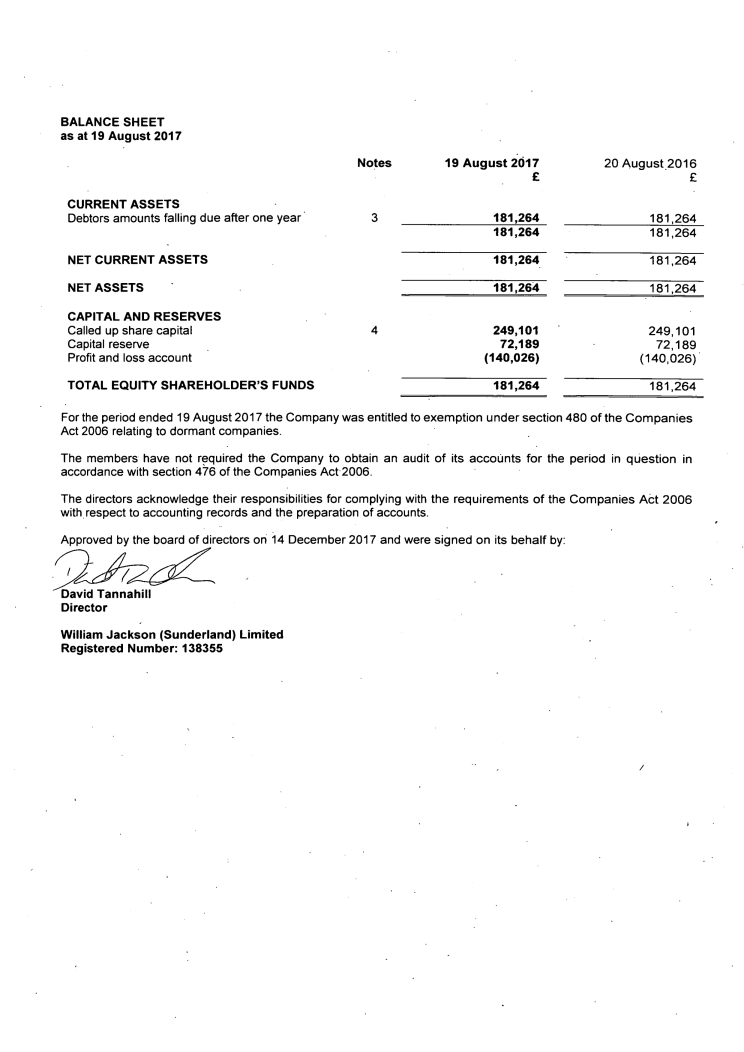 BALANCE SHEET
as at 19 August 2017
Notes 19 August 2017 20 August 2016
£ £
CURRENT ASSETS
Debtors amounts falling due after one year 3 181,264 181,264
181,264 181,264
NET CURRENT ASSETS 181,264 181,264
NET ASSETS 181,264 181,264
CAPITAL AND RESERVES
Called up share capital 4 249,101 249,101
Capital reserve 72,189 72,189
Profit and loss account (140,026) (140,026)
TOTAL EQUITY SHAREHOLDER'S FUNDS 181,264 181,264
For the period ended 19 August 2017 the Company was entitled to exemption under section 480 of the Companies
Act 2006 relating to dormant companies.
The members have not required the Company to obtain an audit of its accounts for the period in question in
accordance with section 476 of the Companies Act 2006.
The directors acknowledge their responsibilities for complying with the requirements of the Companies Act 2006
with respect to accounting records and the preparation of accounts.
Approved by the board of directors on 14 December 2017 and were signed on its behalf by:
David Tannahill
Director
William Jackson (Sunderland) Limited
Registered Number: 138355